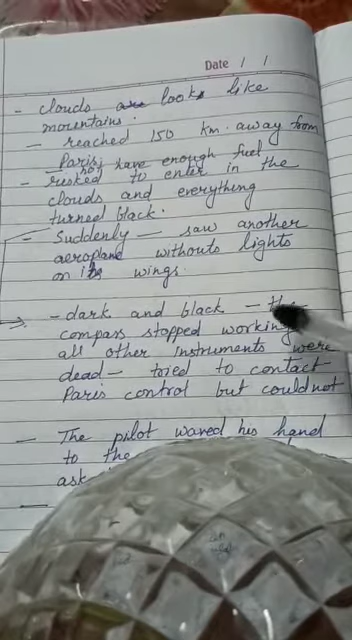 Date / /
- clouds are looks like
mountains.
- reached 150 km. away from
Paris, have enough fuel
- risked to enter in the
clouds and everything
turned black.
- Suddenly - saw another
aeroplane withouts lights
on its wings.
- dark and black - the
compass stopped working
all other instruments were
dead - tried to contact
Paris control but could not
- The pilot waved his hand
to the
ask